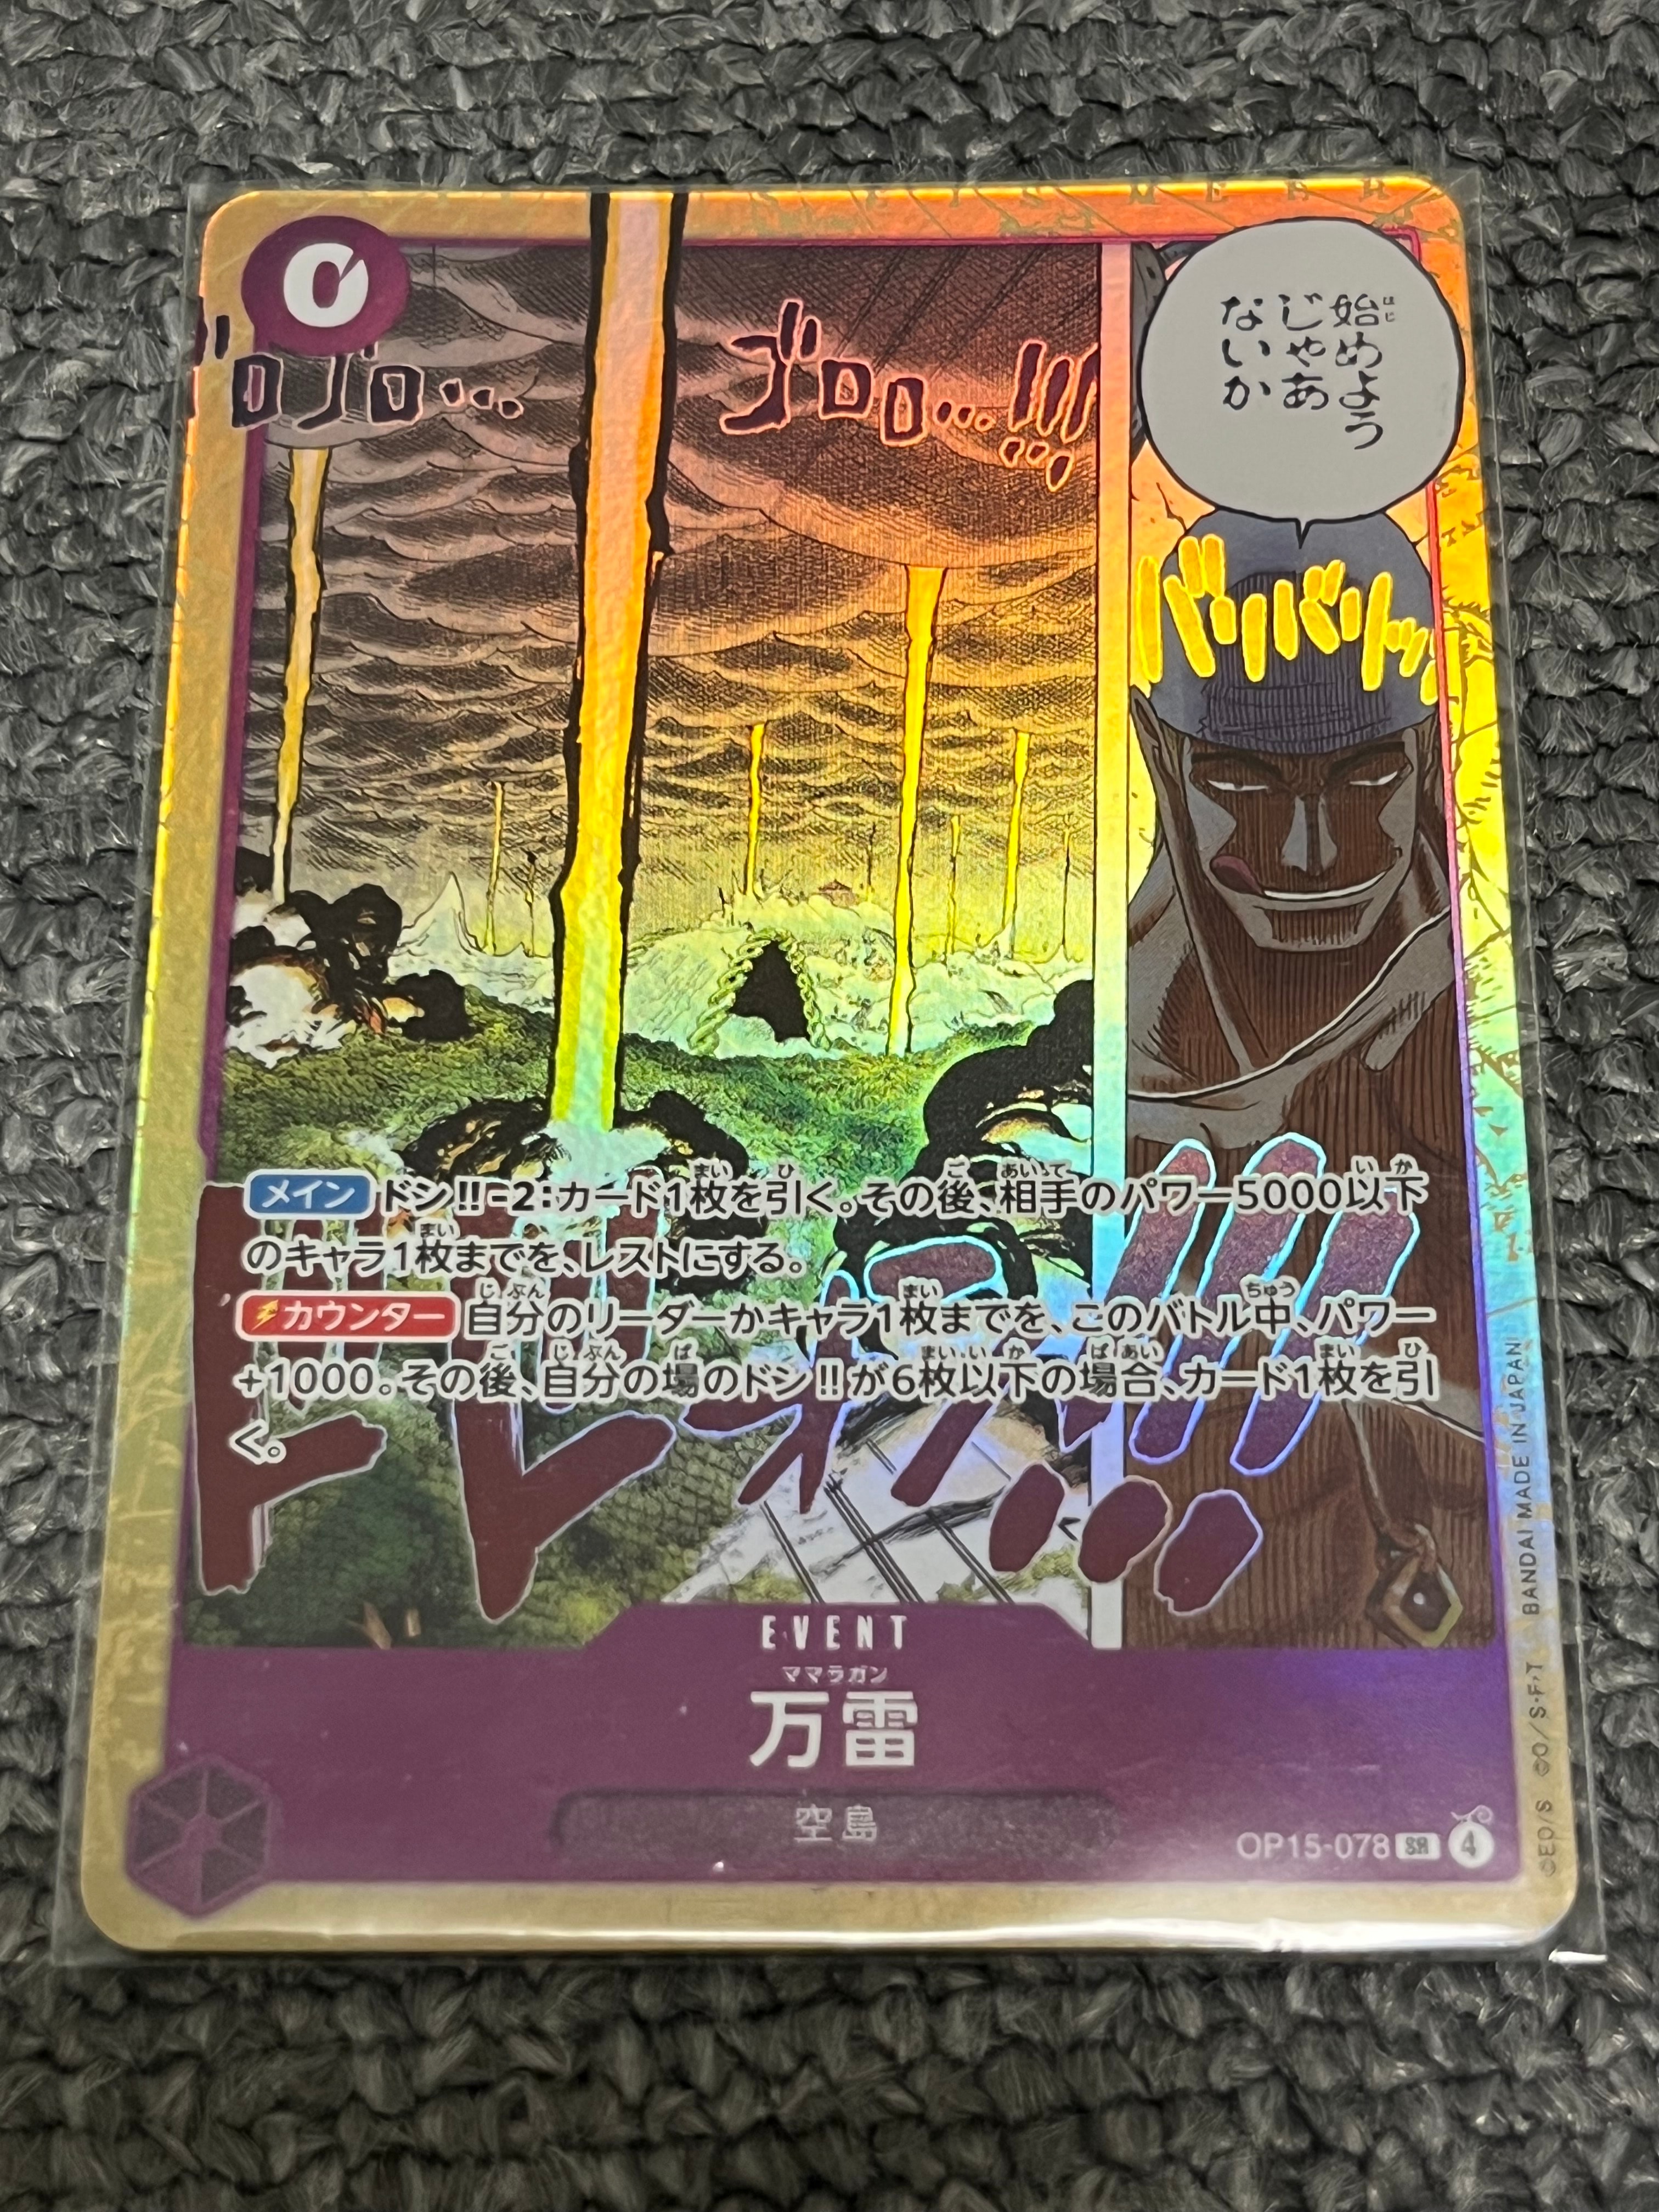 0
ゴロゴロ…
ゴロロ…!!!
始めよう
じゃあ
ないか
バリバリッ
メイン ドン!!-2:カード1枚を引く。その後、相手のパワー5000以下
のキャラ1枚までを、レストにする。
カウンター 自分のリーダーかキャラ1枚までを、このバトル中、パワー
+1000。その後、自分の場のドン!!が6枚以下の場合、カード1枚を引
く。
EVENT
ママラガン
万雷
空島
OP15-078 SR 4
©EO/S ©O/S・F・T BANDAI MADE IN JAPAN